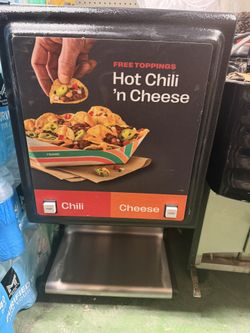 FREE TOPPINGS
Hot Chili
'n Cheese
Chili
Cheese